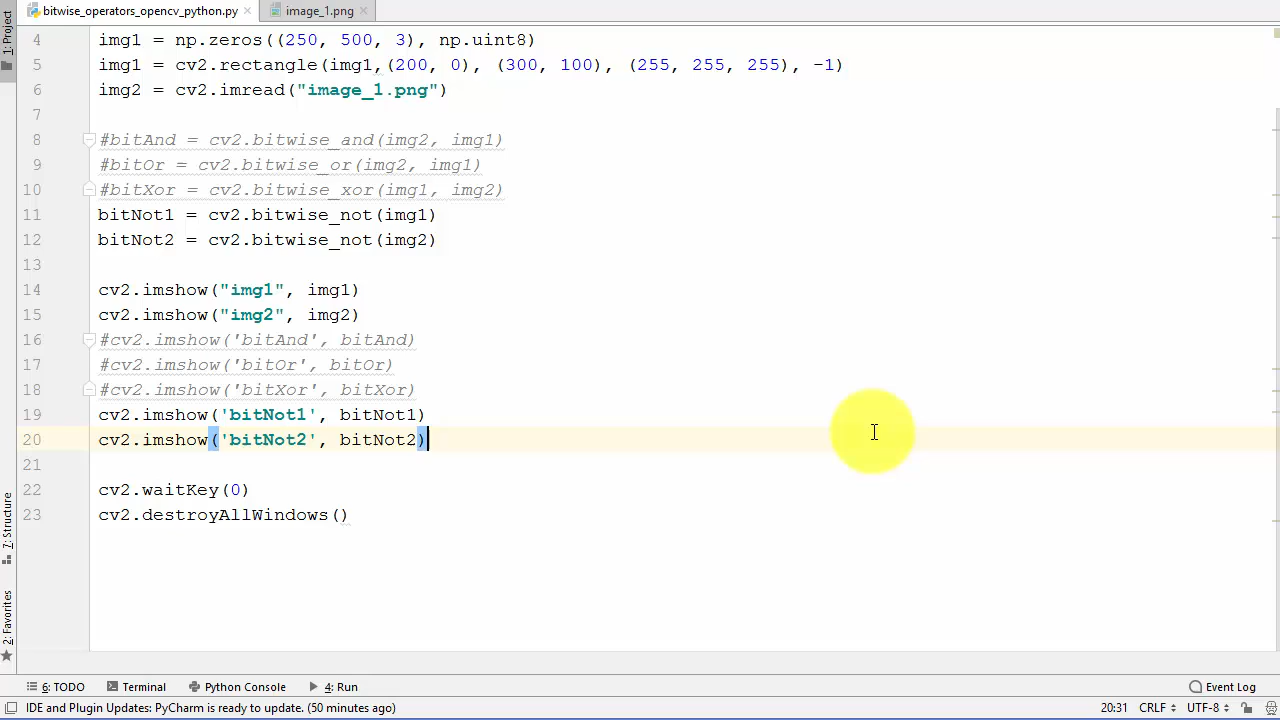 bitwise_operators_opencv_python.py
image_1.png
1: Project
4 img1 = np.zeros((250, 500, 3), np.uint8)
5 img1 = cv2.rectangle(img1,(200, 0), (300, 100), (255, 255, 255), -1)
6 img2 = cv2.imread("image_1.png")
7
8 #bitAnd = cv2.bitwise_and(img2, img1)
9 #bitOr = cv2.bitwise_or(img2, img1)
10 #bitXor = cv2.bitwise_xor(img1, img2)
11 bitNot1 = cv2.bitwise_not(img1)
12 bitNot2 = cv2.bitwise_not(img2)
13
14 cv2.imshow("img1", img1)
15 cv2.imshow("img2", img2)
16 #cv2.imshow('bitAnd', bitAnd)
17 #cv2.imshow('bitOr', bitOr)
18 #cv2.imshow('bitXor', bitXor)
19 cv2.imshow('bitNot1', bitNot1)
20 cv2.imshow('bitNot2', bitNot2)
21
22 cv2.waitKey(0)
23 cv2.destroyAllWindows()
7: Structure
2: Favorites
6: TODO Terminal Python Console 4: Run Event Log
IDE and Plugin Updates: PyCharm is ready to update. (50 minutes ago) 20:31 CRLF UTF-8